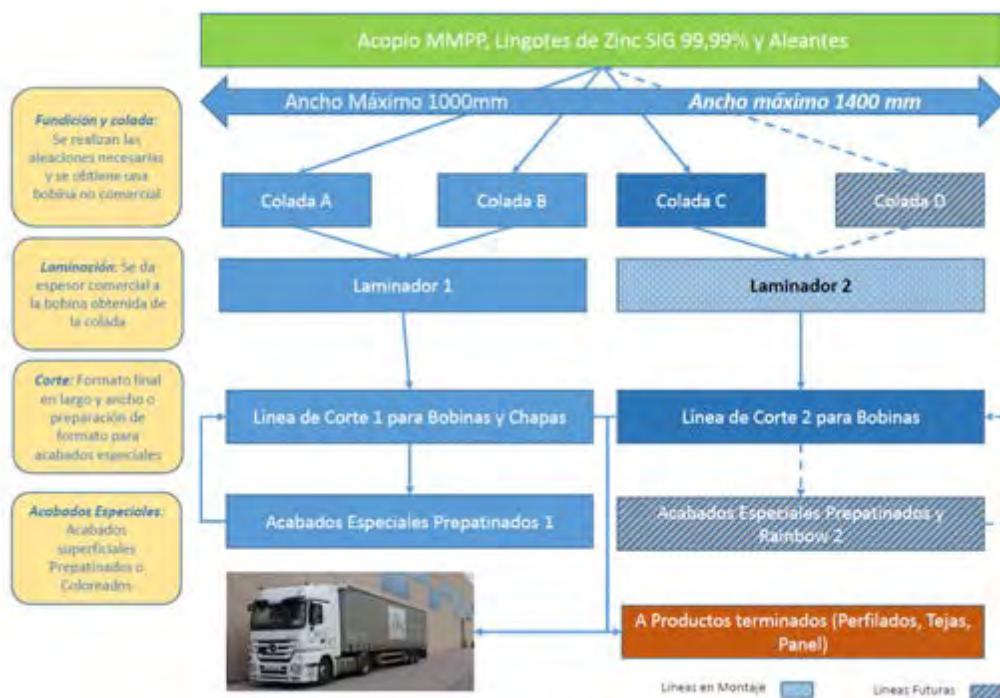 Acopio MMPP, Lingotes de Zinc SIG 99,99% y Aleantes
Ancho Máximo 1000mm
Ancho máximo 1400 mm
Fundición y colada:
Se realizan las
aleaciones necesarias
y se obtiene una
bobina no comercial
Colada A
Colada B
Colada C
Colada D
Laminación: Se da
espesor comercial a
la bobina obtenida de
la colada
Laminador 1
Laminador 2
Corte: Formato final
en largo y ancho o
preparación de
formato para
acabados especiales
Línea de Corte 1 para Bobinas y Chapas
Línea de Corte 2 para Bobinas
Acabados Especiales:
Acabados
superficiales
Prepatinados o
Coloreados
Acabados Especiales Prepatinados 1
Acabados Especiales Prepatinados y
Rainbow 2
A Productos terminados (Perfilados, Tejas,
Panel)
Líneas en Montaje
Líneas Futuras